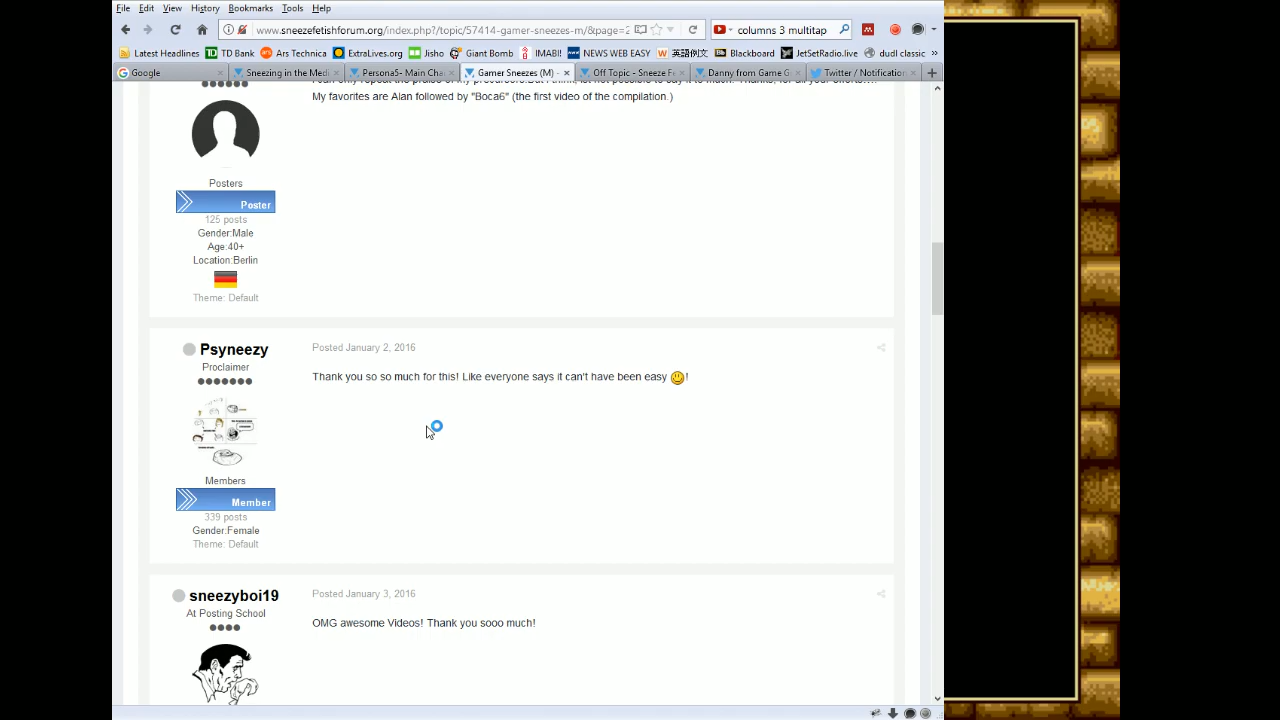 File Edit View History Bookmarks Tools Help
www.sneezefetishforum.org/index.php?/topic/57414-gamer-sneezes-m/&page=2 columns 3 multitap
Latest Headlines TD Bank Ars Technica ExtraLives.org Jisho Giant Bomb IMABI! NEWS WEB EASY 英語例文 Blackboard JetSetRadio.live dudl classic »
Google Sneezing in the Medi Persona5- Main Cha Gamer Sneezes (M) - Off Topic - Sneeze F Danny from Game G Twitter / Notification
My favorites are Alan followed by "Boca6" (the first video of the compilation.)
Posters
Poster
125 posts
Gender:Male
Age:40+
Location:Berlin
Theme: Default
Psyneezy
Proclaimer
Posted January 2, 2016
Thank you so so much for this! Like everyone says it can't have been easy !
Members
Member
339 posts
Gender:Female
Theme: Default
sneezyboi19
At Posting School
Posted January 3, 2016
OMG awesome Videos! Thank you sooo much!